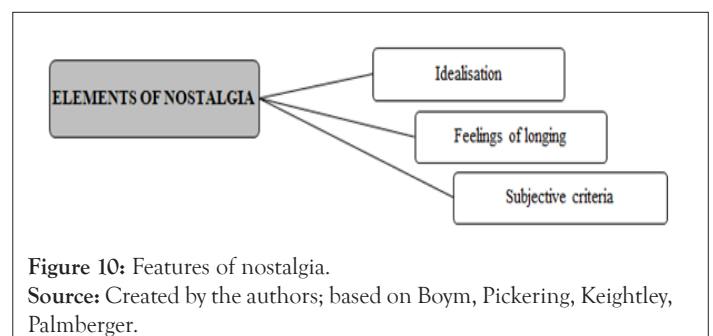 ELEMENTS OF NOSTALGIA
Idealisation
Feelings of longing
Subjective criteria
Figure 10: Features of nostalgia.
Source: Created by the authors; based on Boym, Pickering, Keightley,
Palmberger.